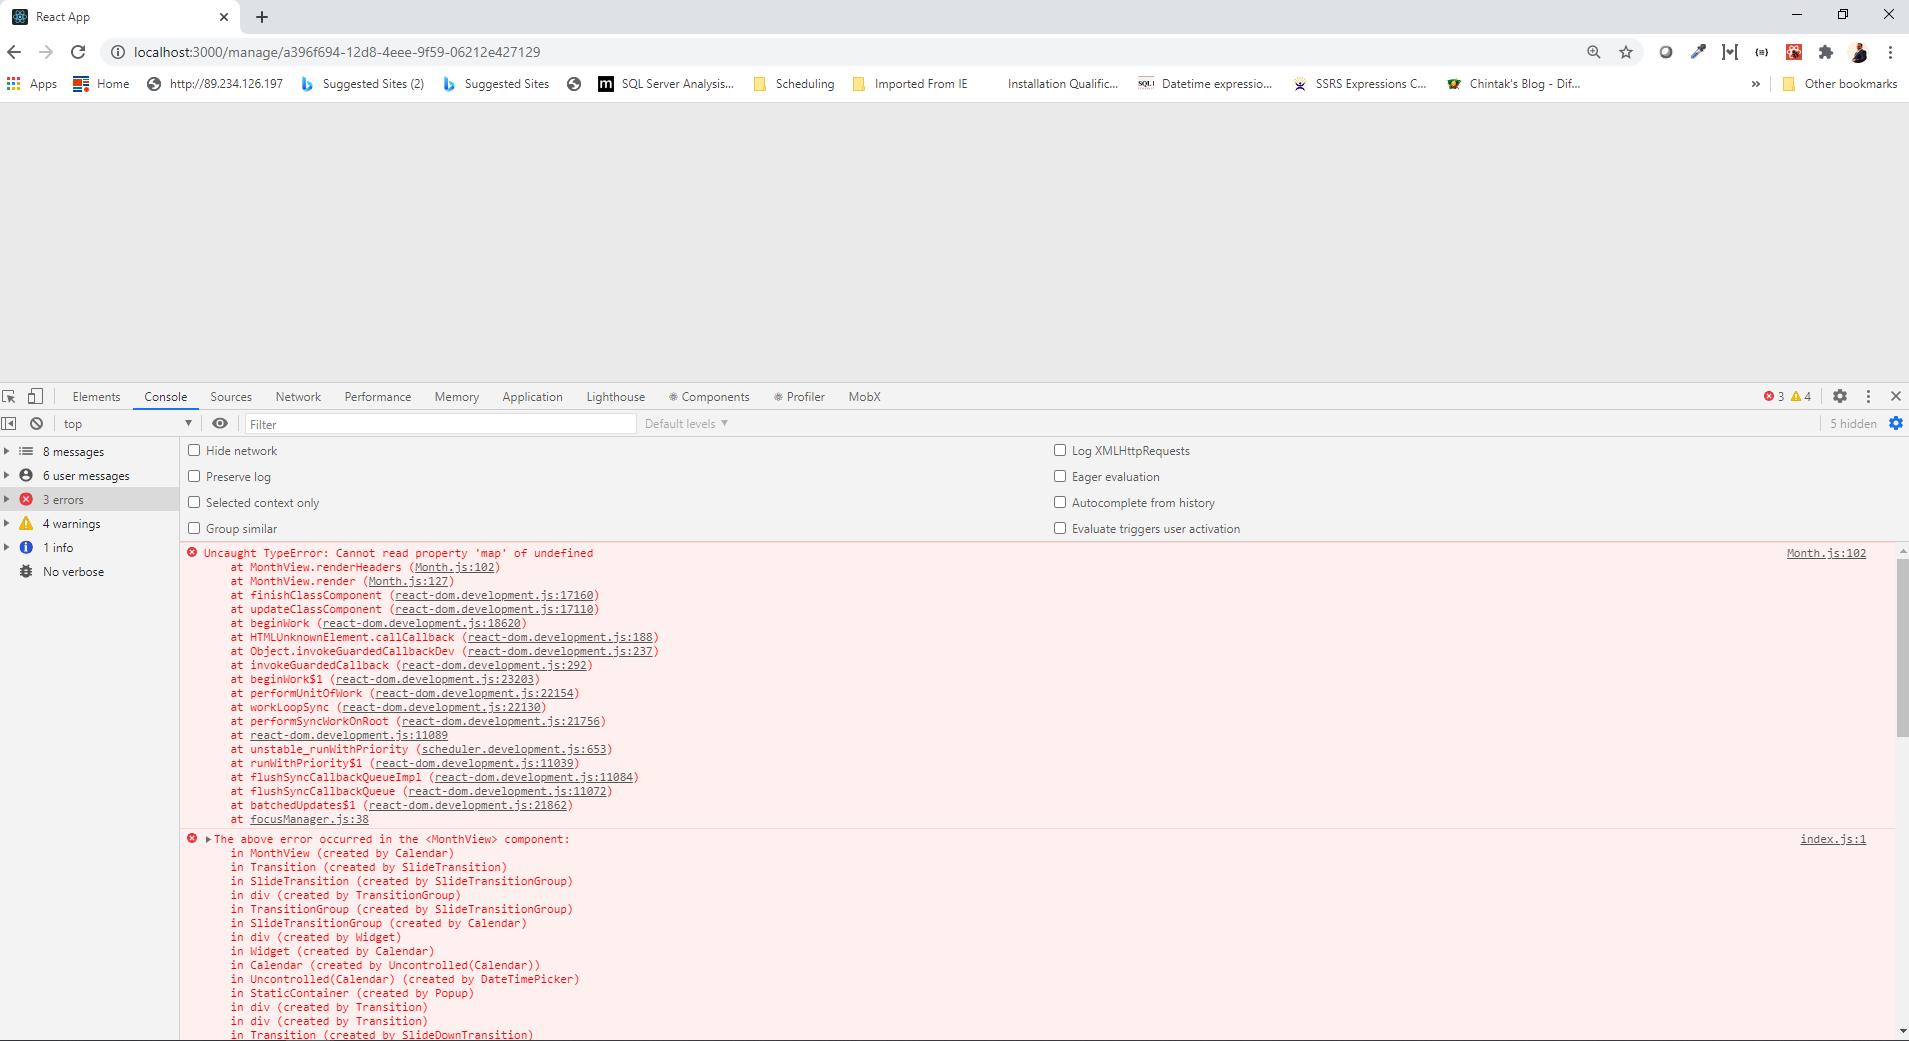 React App
localhost:3000/manage/a396f694-12d8-4eee-9f59-06212e427129
Apps Home http://89.234.126.197 Suggested Sites (2) Suggested Sites m SQL Server Analysis... Scheduling Imported From IE Installation Qualific... SQL Datetime expressio... SSRS Expressions C... Chintak's Blog - Dif... » Other bookmarks
Elements Console Sources Network Performance Memory Application Lighthouse Components Profiler MobX 3 4
top Filter Default levels 5 hidden
8 messages
6 user messages
3 errors
4 warnings
1 info
No verbose
Hide network Log XMLHttpRequests
Preserve log Eager evaluation
Selected context only Autocomplete from history
Group similar Evaluate triggers user activation
Uncaught TypeError: Cannot read property 'map' of undefined Month.js:102
at MonthView.renderHeaders (Month.js:102)
at MonthView.render (Month.js:127)
at finishClassComponent (react-dom.development.js:17160)
at updateClassComponent (react-dom.development.js:17110)
at beginWork (react-dom.development.js:18620)
at HTMLUnknownElement.callCallback (react-dom.development.js:188)
at Object.invokeGuardedCallbackDev (react-dom.development.js:237)
at invokeGuardedCallback (react-dom.development.js:292)
at beginWork$1 (react-dom.development.js:23203)
at performUnitOfWork (react-dom.development.js:22154)
at workLoopSync (react-dom.development.js:22130)
at performSyncWorkOnRoot (react-dom.development.js:21756)
at react-dom.development.js:11089
at unstable_runWithPriority (scheduler.development.js:653)
at runWithPriority$1 (react-dom.development.js:11039)
at flushSyncCallbackQueueImpl (react-dom.development.js:11084)
at flushSyncCallbackQueue (react-dom.development.js:11072)
at batchedUpdates$1 (react-dom.development.js:21862)
at focusManager.js:38
The above error occurred in the <MonthView> component: index.js:1
in MonthView (created by Calendar)
in Transition (created by SlideTransition)
in SlideTransition (created by SlideTransitionGroup)
in div (created by TransitionGroup)
in TransitionGroup (created by SlideTransitionGroup)
in SlideTransitionGroup (created by Calendar)
in div (created by Widget)
in Widget (created by Calendar)
in Calendar (created by Uncontrolled(Calendar))
in Uncontrolled(Calendar) (created by DateTimePicker)
in StaticContainer (created by Popup)
in div (created by Transition)
in div (created by Transition)
in Transition (created by SlideDownTransition)